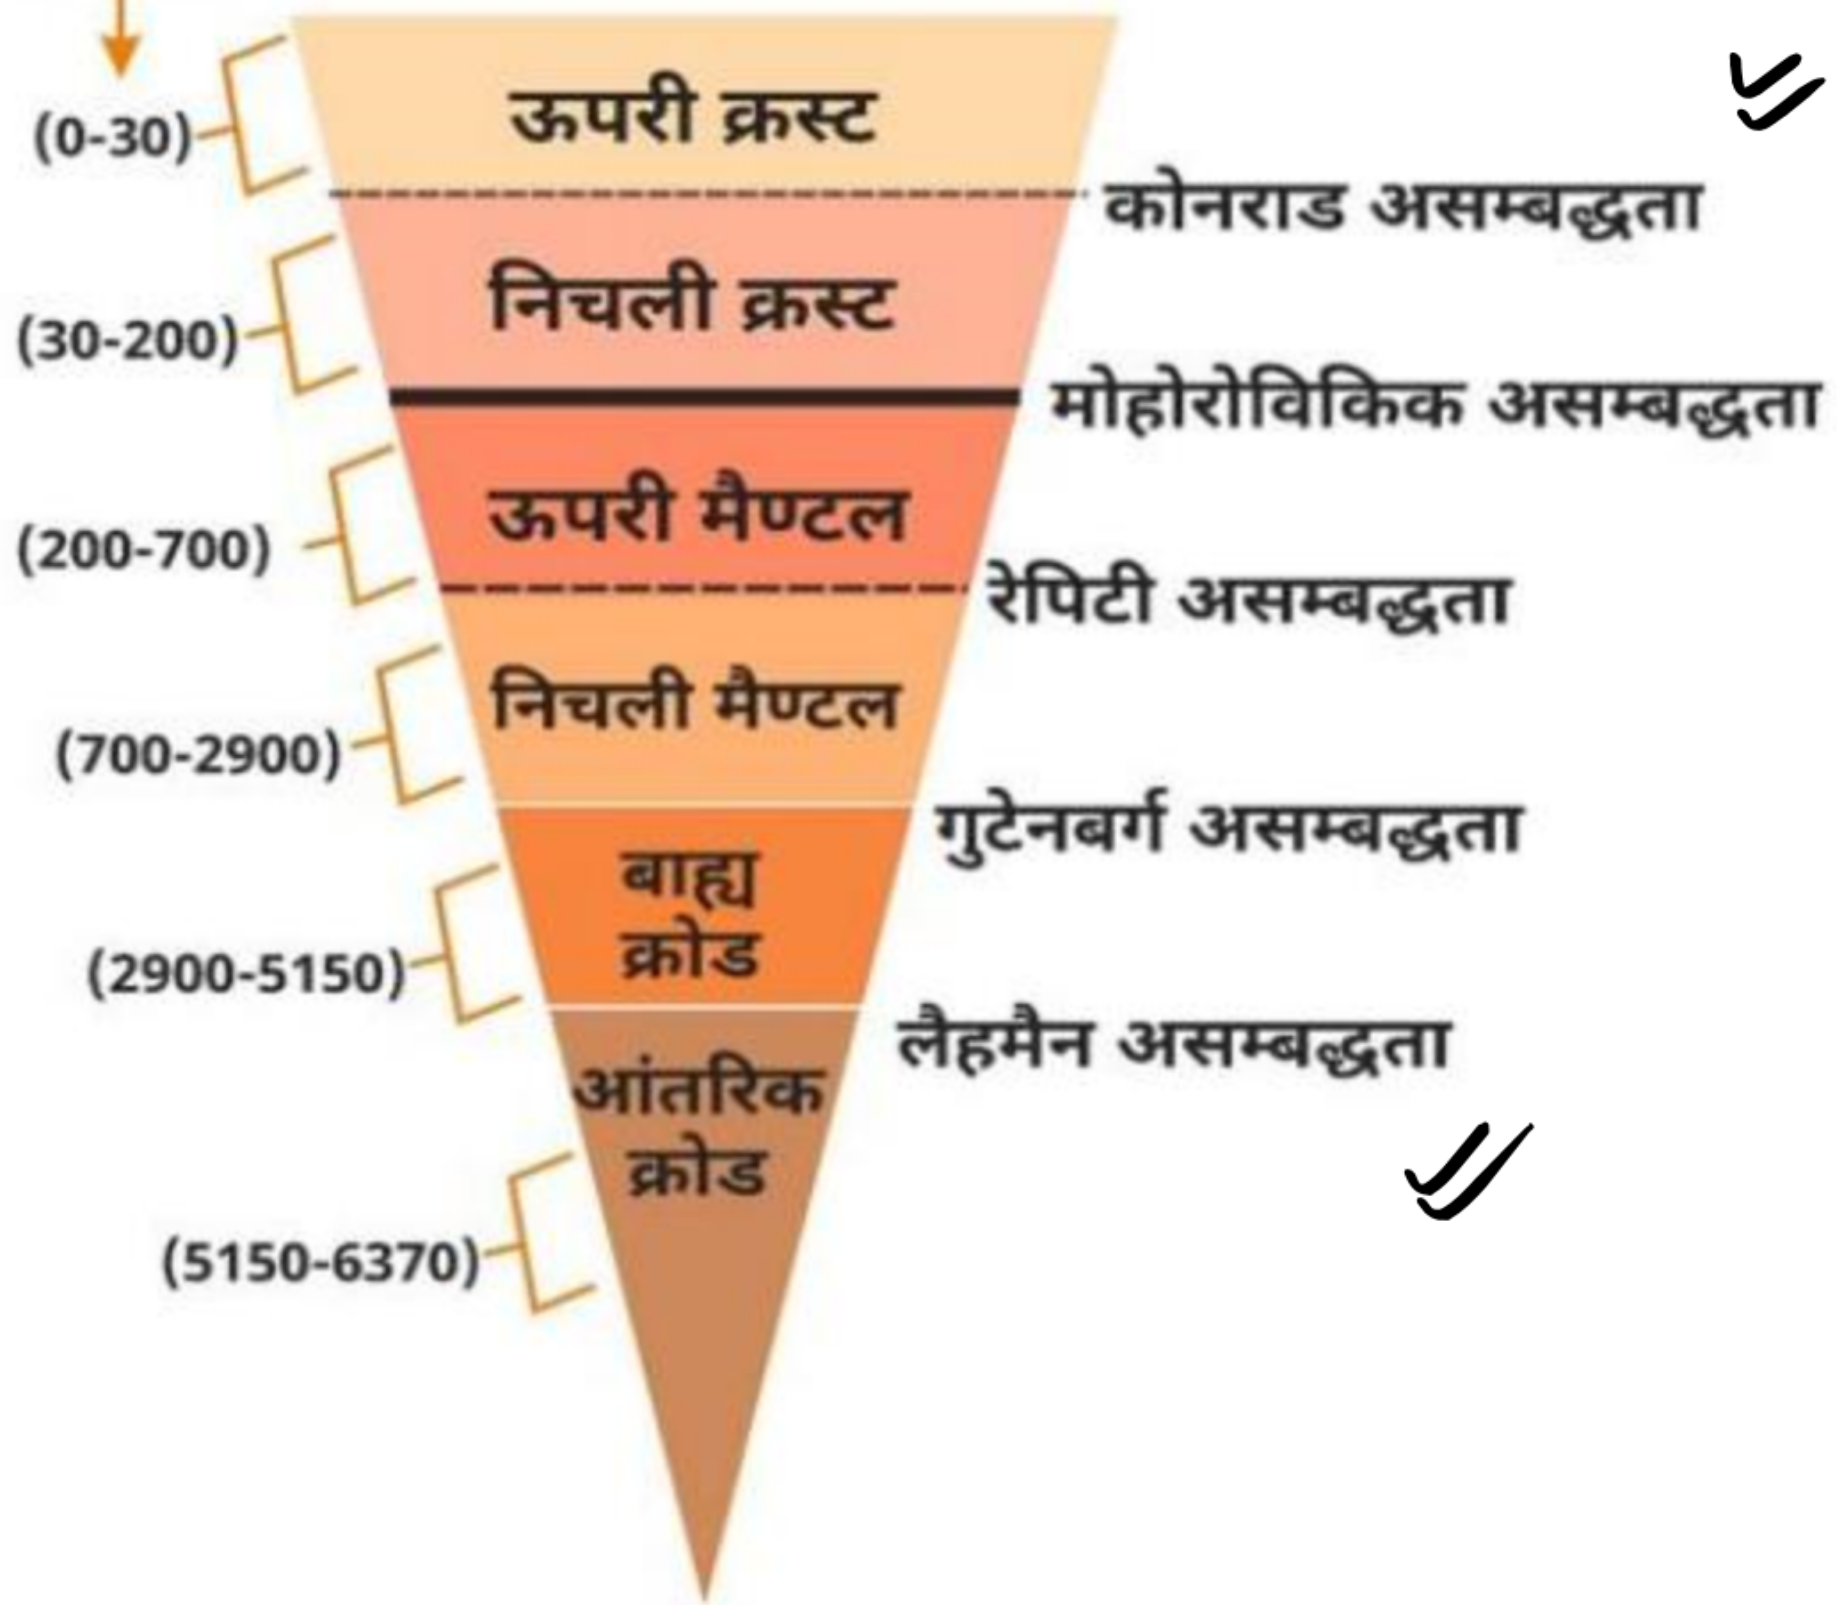 (0-30)
ऊपरी क्रस्ट
कोनराड असम्बद्धता
(30-200)
निचली क्रस्ट
मोहोरोविकिक असम्बद्धता
(200-700)
ऊपरी मैण्टल
रेपिटी असम्बद्धता
(700-2900)
निचली मैण्टल
गुटेनबर्ग असम्बद्धता
(2900-5150)
बाह्य
क्रोड
लैहमैन असम्बद्धता
आंतरिक
क्रोड
(5150-6370)